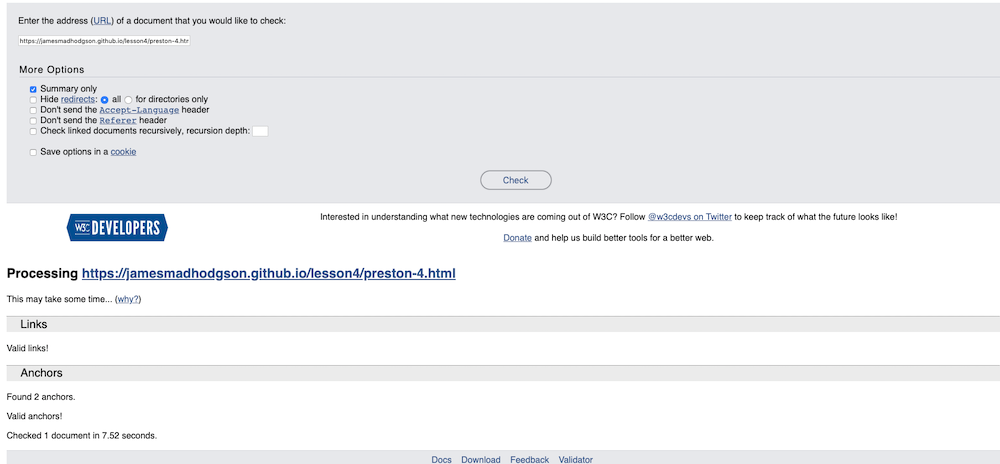 Enter the address (URL) of a document that you would like to check:
https://jamesmadhodgson.github.io/lesson4/preston-4.htr
More Options
Summary only
Hide redirects: all for directories only
Don't send the Accept-Language header
Don't send the Referer header
Check linked documents recursively, recursion depth:
Save options in a cookie
Check
W3C DEVELOPERS
Interested in understanding what new technologies are coming out of W3C? Follow @w3cdevs on Twitter to keep track of what the future looks like!
Donate and help us build better tools for a better web.
Processing https://jamesmadhodgson.github.io/lesson4/preston-4.html
This may take some time... (why?)
Links
Valid links!
Anchors
Found 2 anchors.
Valid anchors!
Checked 1 document in 7.52 seconds.
Docs Download Feedback Validator